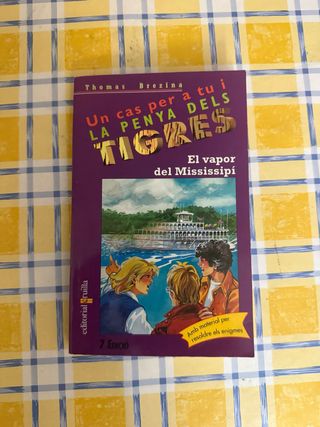 Thomas Brezina
Un cas per a tu i
LA PENYA DELS
TIGRES
El vapor
del Mississipí
editorial Cruïlla
Amb material per
resoldre els enigmes
7. EDICIÓ